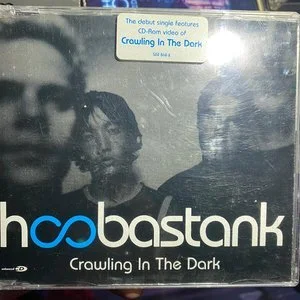 The debut single features
CD-Rom video of
Crawling In The Dark
hoobastank
Crawling In The Dark